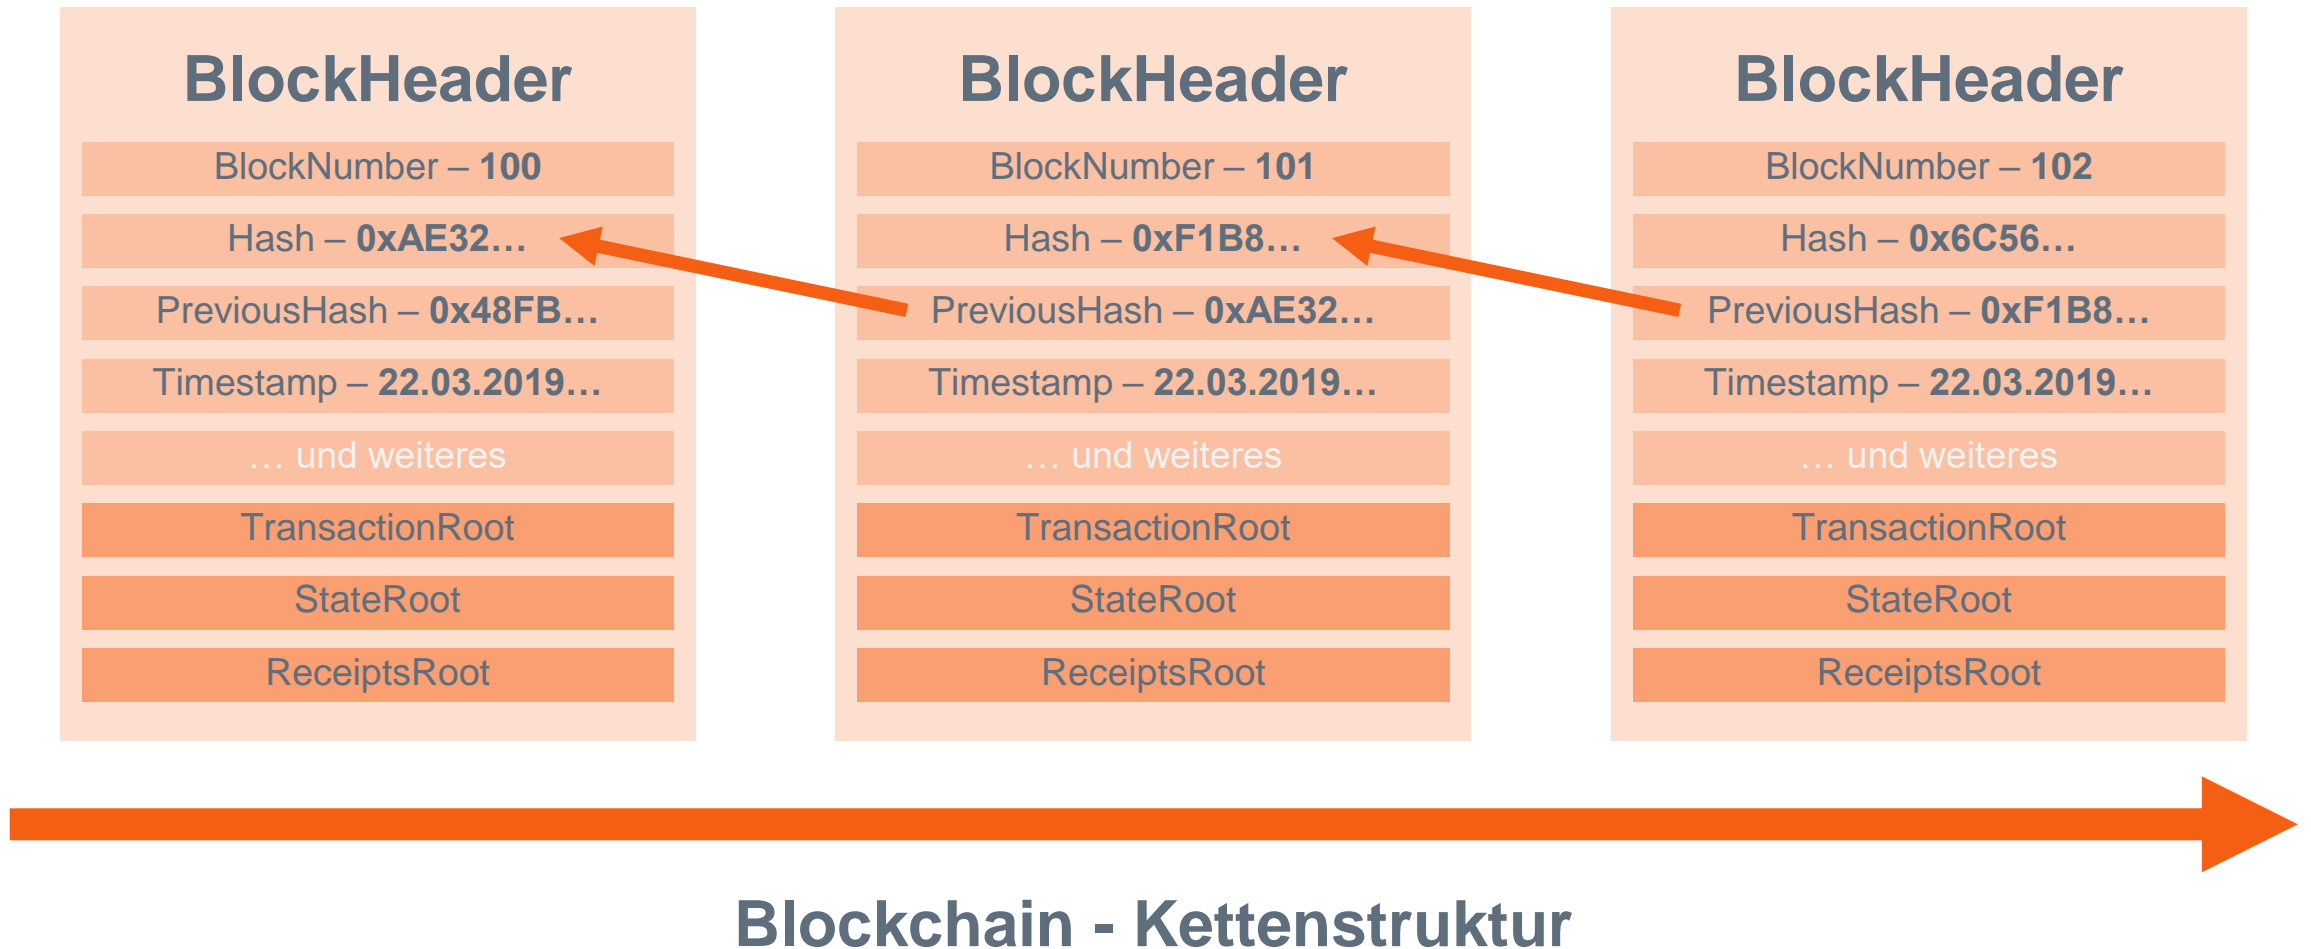 BlockHeader
BlockNumber – 100
Hash – 0xAE32…
PreviousHash – 0x48FB…
Timestamp – 22.03.2019…
… und weiteres
TransactionRoot
StateRoot
ReceiptsRoot
BlockHeader
BlockNumber – 101
Hash – 0xF1B8…
PreviousHash – 0xAE32…
Timestamp – 22.03.2019…
… und weiteres
TransactionRoot
StateRoot
ReceiptsRoot
BlockHeader
BlockNumber – 102
Hash – 0x6C56…
PreviousHash – 0xF1B8…
Timestamp – 22.03.2019…
… und weiteres
TransactionRoot
StateRoot
ReceiptsRoot
Blockchain - Kettenstruktur